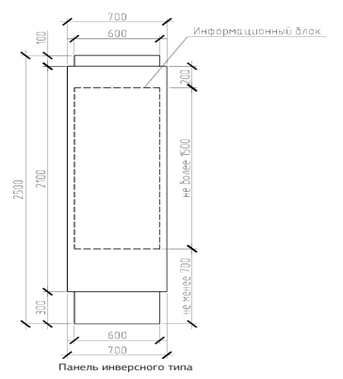 700
600
Информационный блок
100
200
2100
2500
не более 1500
не менее 700
300
600
700
Панель инверсного типа